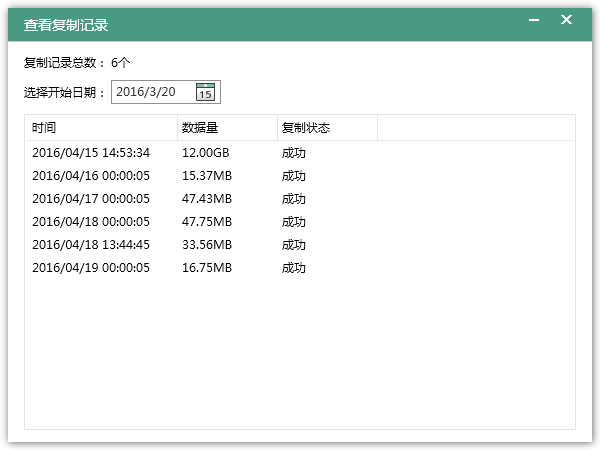 查看复制记录
复制记录总数： 6个
选择开始日期： 2016/3/20 15
时间 数据量 复制状态
2016/04/15 14:53:34 12.00GB 成功
2016/04/16 00:00:05 15.37MB 成功
2016/04/17 00:00:05 47.43MB 成功
2016/04/18 00:00:05 47.75MB 成功
2016/04/18 13:44:45 33.56MB 成功
2016/04/19 00:00:05 16.75MB 成功